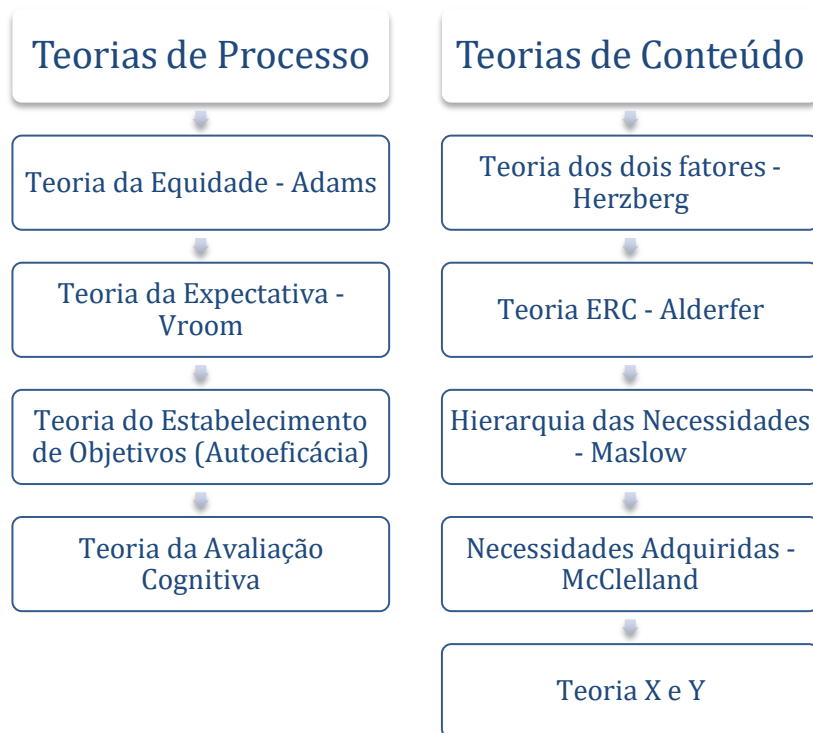 Teorias de Processo
Teoria da Equidade - Adams
Teoria da Expectativa -
Vroom
Teoria do Estabelecimento
de Objetivos (Autoeficácia)
Teoria da Avaliação
Cognitiva
Teorias de Conteúdo
Teoria dos dois fatores -
Herzberg
Teoria ERC - Alderfer
Hierarquia das Necessidades
- Maslow
Necessidades Adquiridas -
McClelland
Teoria X e Y